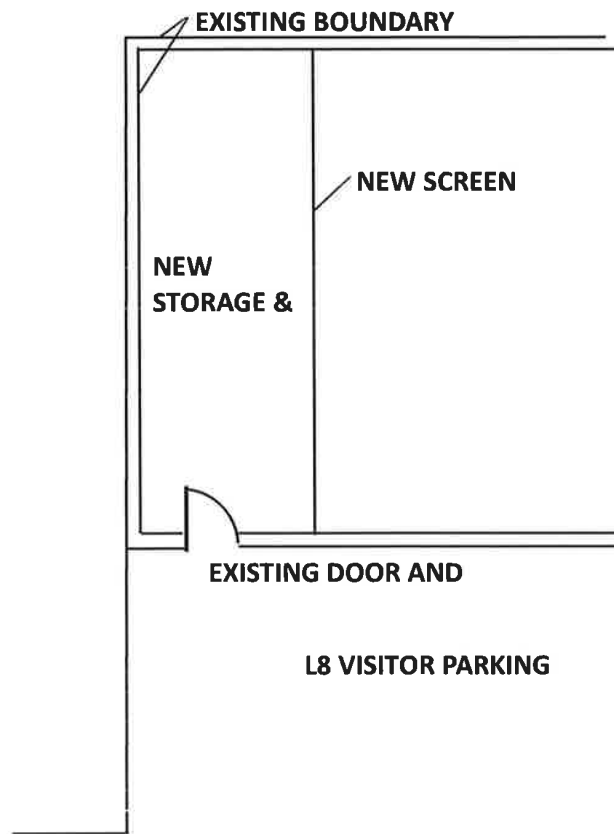 EXISTING BOUNDARY
NEW SCREEN
NEW
STORAGE &
EXISTING DOOR AND
L8 VISITOR PARKING